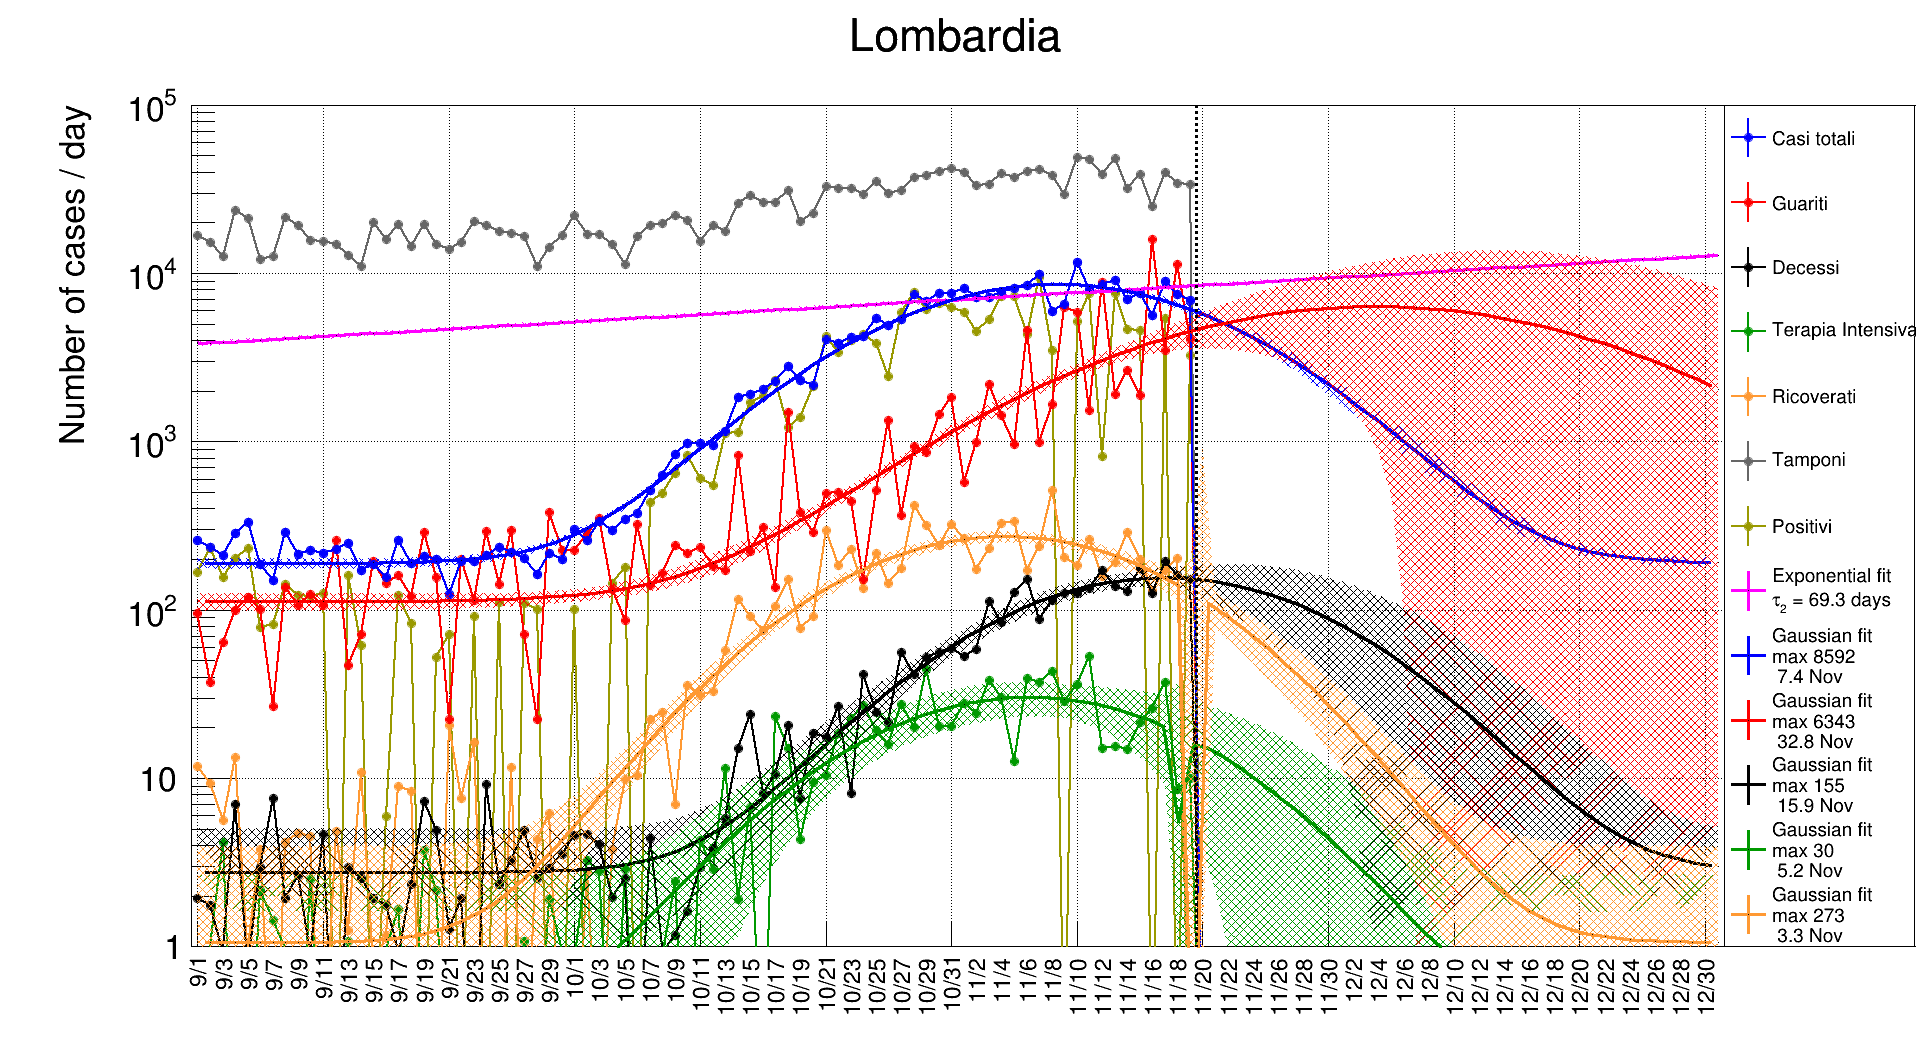 Lombardia
Number of cases / day
10^5
10^4
10^3
10^2
10
1
9/1 9/3 9/5 9/7 9/9 9/11 9/13 9/15 9/17 9/19 9/21 9/23 9/25 9/27 9/29 10/1 10/3 10/5 10/7 10/9 10/11 10/13 10/15 10/17 10/19 10/21 10/23 10/25 10/27 10/29 10/31 11/2 11/4 11/6 11/8 11/10 11/12 11/14 11/16 11/18 11/20 11/22 11/24 11/26 11/28 11/30 12/2 12/4 12/6 12/8 12/10 12/12 12/14 12/16 12/18 12/20 12/22 12/24 12/26 12/28 12/30
Casi totali
Guariti
Decessi
Terapia Intensiva
Ricoverati
Tamponi
Positivi
Exponential fit
τ2 = 69.3 days
Gaussian fit
max 8592
7.4 Nov
Gaussian fit
max 6343
32.8 Nov
Gaussian fit
max 155
15.9 Nov
Gaussian fit
max 30
5.2 Nov
Gaussian fit
max 273
3.3 Nov